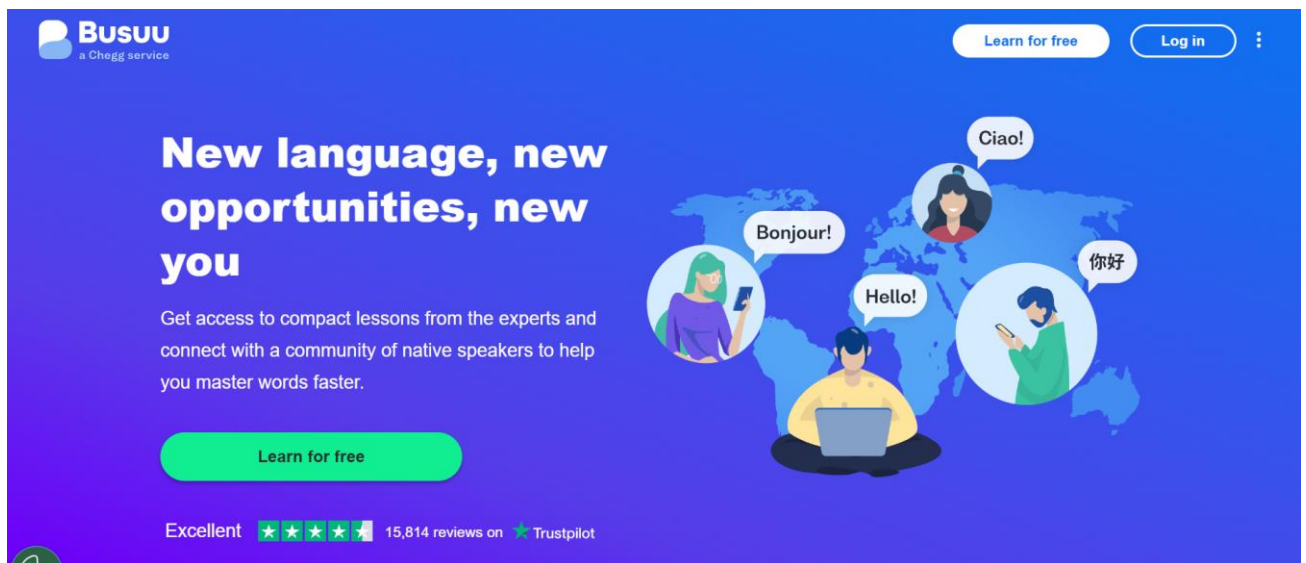 Busuu
a Chegg service
Learn for free
Log in
New language, new
opportunities, new
you
Get access to compact lessons from the experts and
connect with a community of native speakers to help
you master words faster.
Learn for free
Excellent
15,814 reviews on Trustpilot
Ciao!
Bonjour!
你好
Hello!